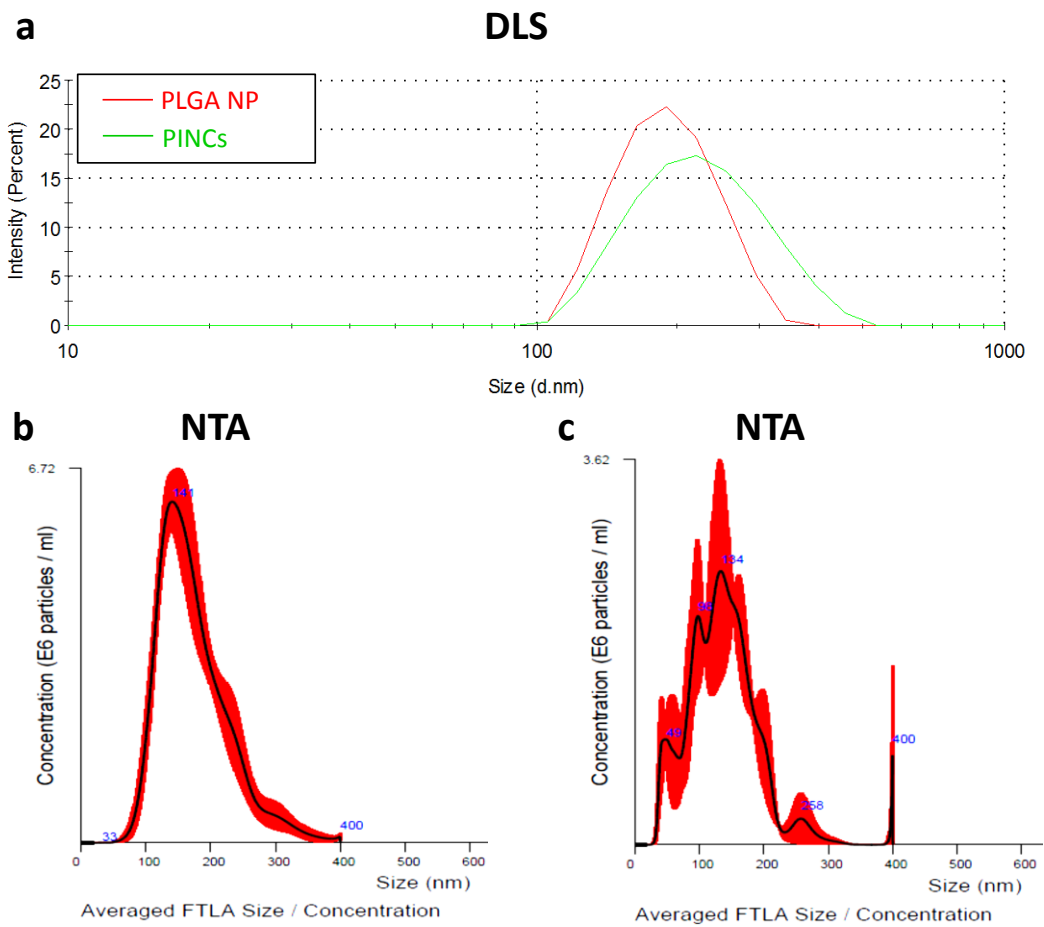 a
DLS
Intensity (Percent)
25
20
15
10
5
0
PLGA NP
PINCs
10
100
1000
Size (d.nm)
b
NTA
6.72
Concentration (E6 particles / ml)
141
33
400
0
100
200
300
400
500
600
Size (nm)
Averaged FTLA Size / Concentration
c
NTA
3.62
Concentration (E6 particles / ml)
49
98
134
258
400
0
100
200
300
400
500
600
Size (nm)
Averaged FTLA Size / Concentration